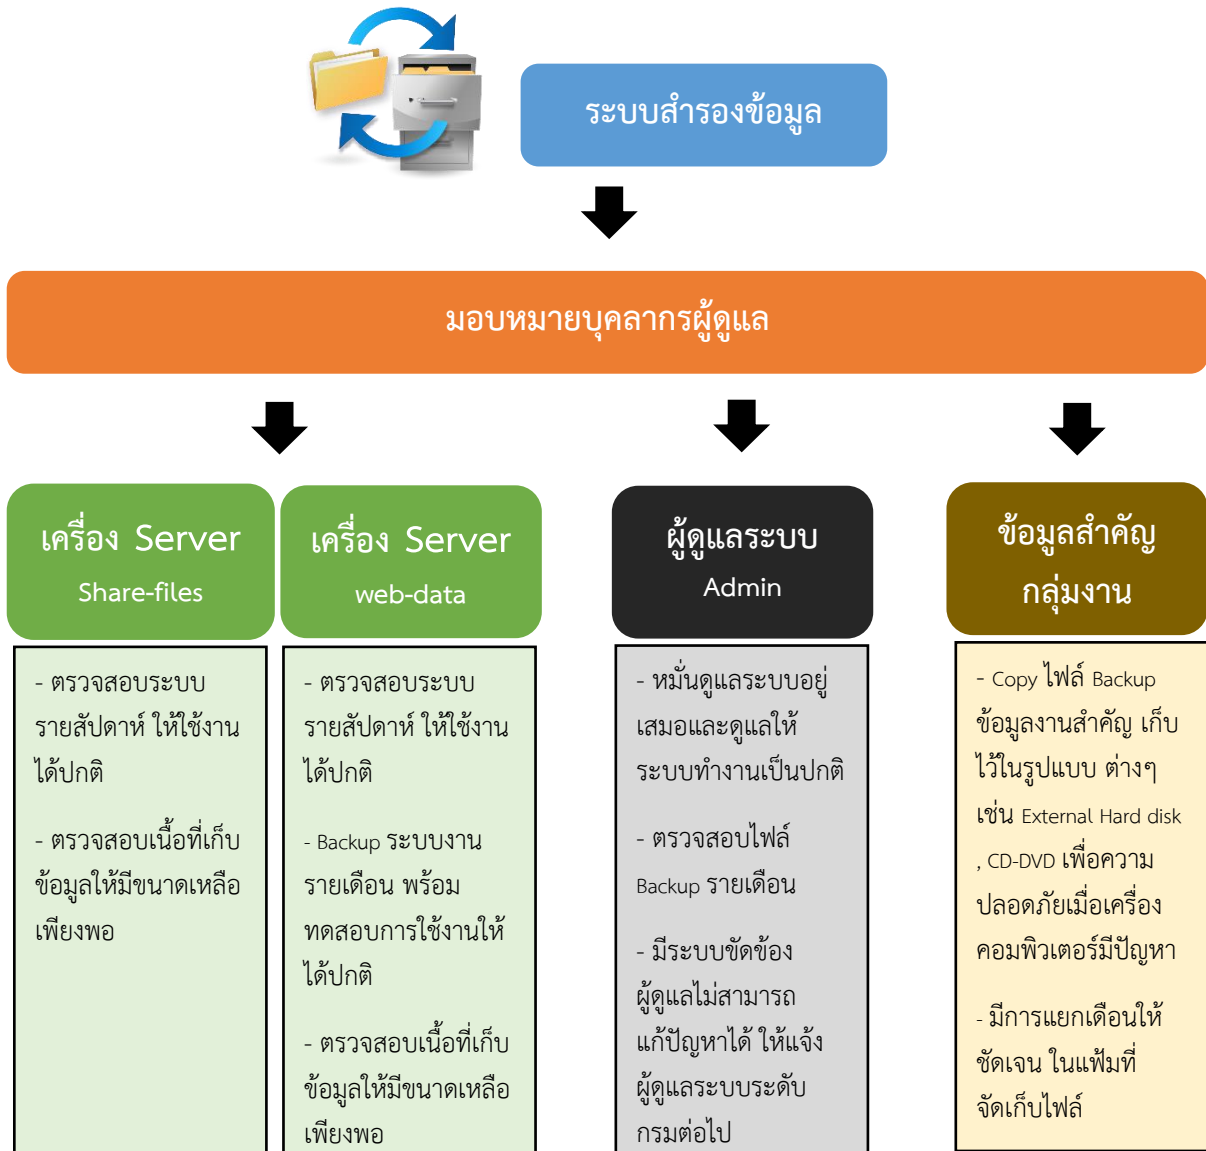 ระบบสำรองข้อมูล
มอบหมายบุคลากรผู้ดูแล
เครื่อง Server
Share-files
- ตรวจสอบระบบ
รายสัปดาห์ ให้ใช้งาน
ได้ปกติ
- ตรวจสอบเนื้อที่เก็บ
ข้อมูลให้มีขนาดเหลือ
เพียงพอ
เครื่อง Server
web-data
- ตรวจสอบระบบ
รายสัปดาห์ ให้ใช้งาน
ได้ปกติ
- Backup ระบบงาน
รายเดือน พร้อม
ทดสอบการใช้งานให้
ได้ปกติ
- ตรวจสอบเนื้อที่เก็บ
ข้อมูลให้มีขนาดเหลือ
เพียงพอ
ผู้ดูแลระบบ
Admin
- หมั่นดูแลระบบอยู่
เสมอและดูแลให้
ระบบทำงานเป็นปกติ
- ตรวจสอบไฟล์
Backup รายเดือน
- มีระบบขัดข้อง
ผู้ดูแลไม่สามารถ
แก้ปัญหาได้ ให้แจ้ง
ผู้ดูแลระบบระดับ
กรมต่อไป
ข้อมูลสำคัญ
กลุ่มงาน
- Copy ไฟล์ Backup
ข้อมูลงานสำคัญ เก็บ
ไว้ในรูปแบบ ต่างๆ
เช่น External Hard disk
, CD-DVD เพื่อความ
ปลอดภัยเมื่อเครื่อง
คอมพิวเตอร์มีปัญหา
- มีการแยกเดือนให้
ชัดเจน ในแฟ้มที่
จัดเก็บไฟล์